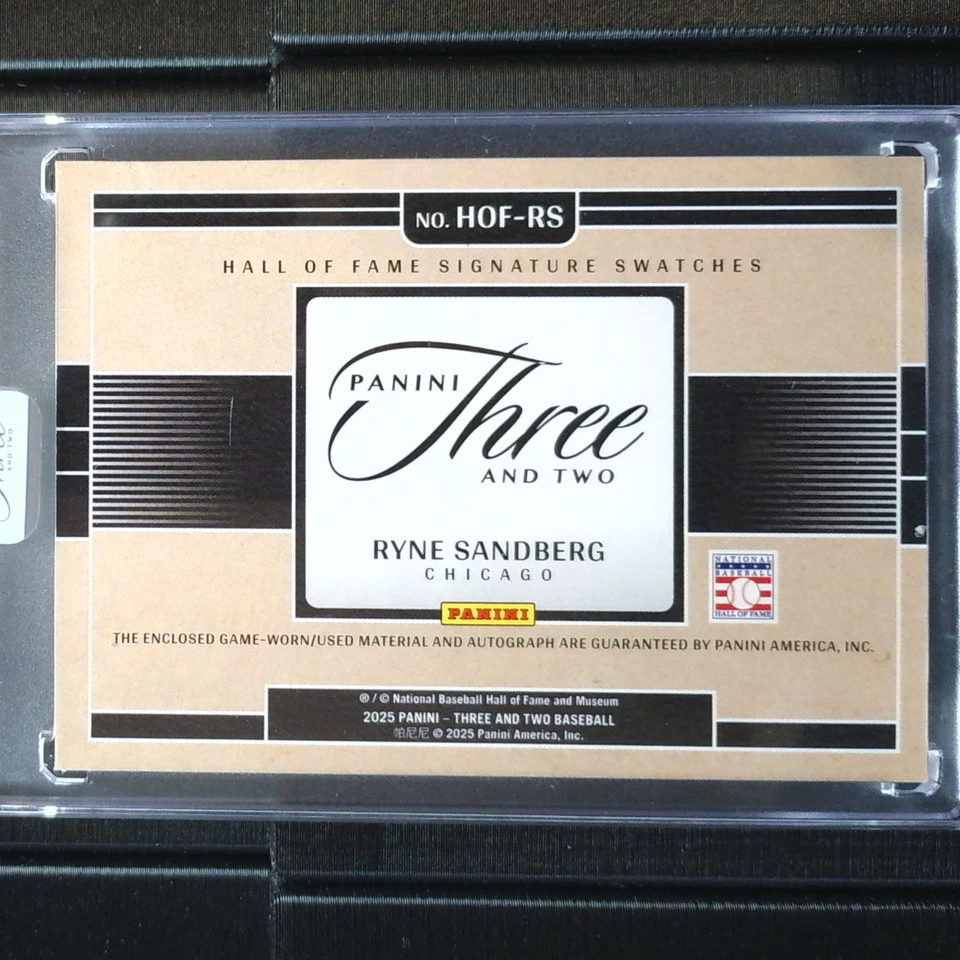 NO. HOF-RS
HALL OF FAME SIGNATURE SWATCHES
PANINI
Three
AND TWO
RYNE SANDBERG
CHICAGO
PANINI
NATIONAL
BASEBALL
HALL OF FAME
THE ENCLOSED GAME-WORN/USED MATERIAL AND AUTOGRAPH ARE GUARANTEED BY PANINI AMERICA, INC.
® / © National Baseball Hall of Fame and Museum
2025 PANINI – THREE AND TWO BASEBALL
帕尼尼 © 2025 Panini America, Inc.
AND TWO